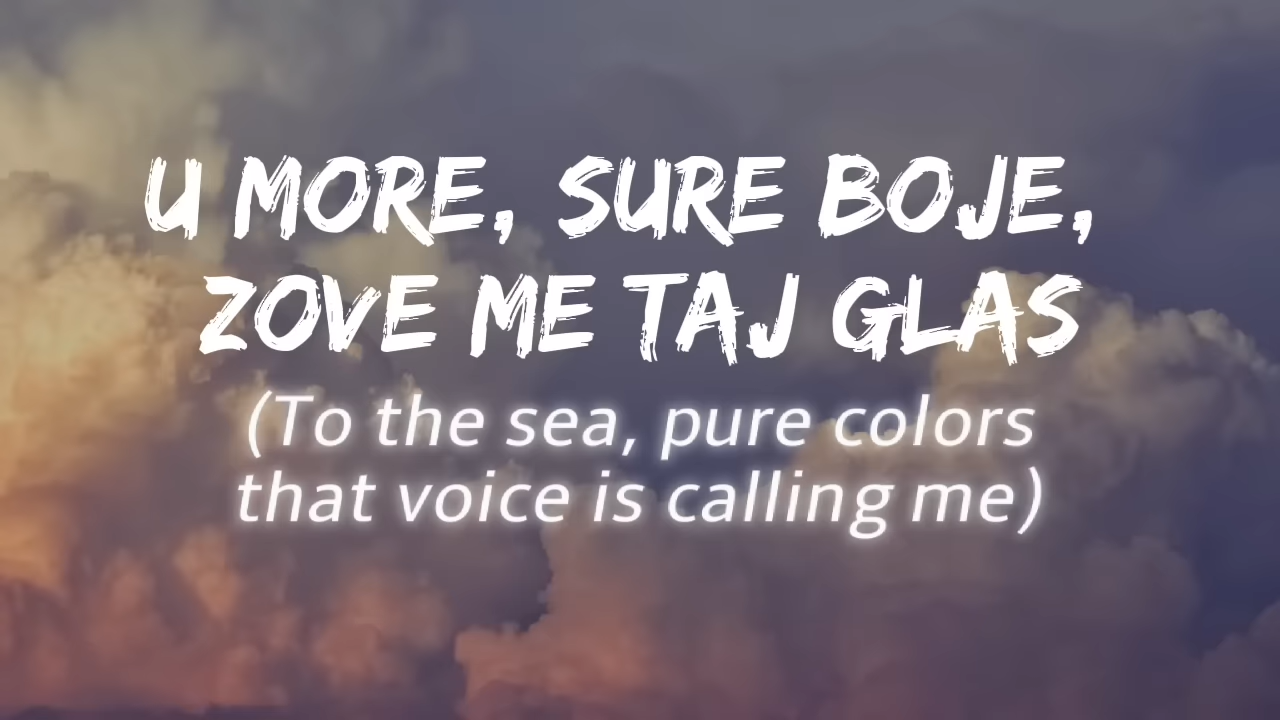 U MORE, SURE BOJE,
ZOVE ME TAJ GLAS
(To the sea, pure colors
that voice is calling me)